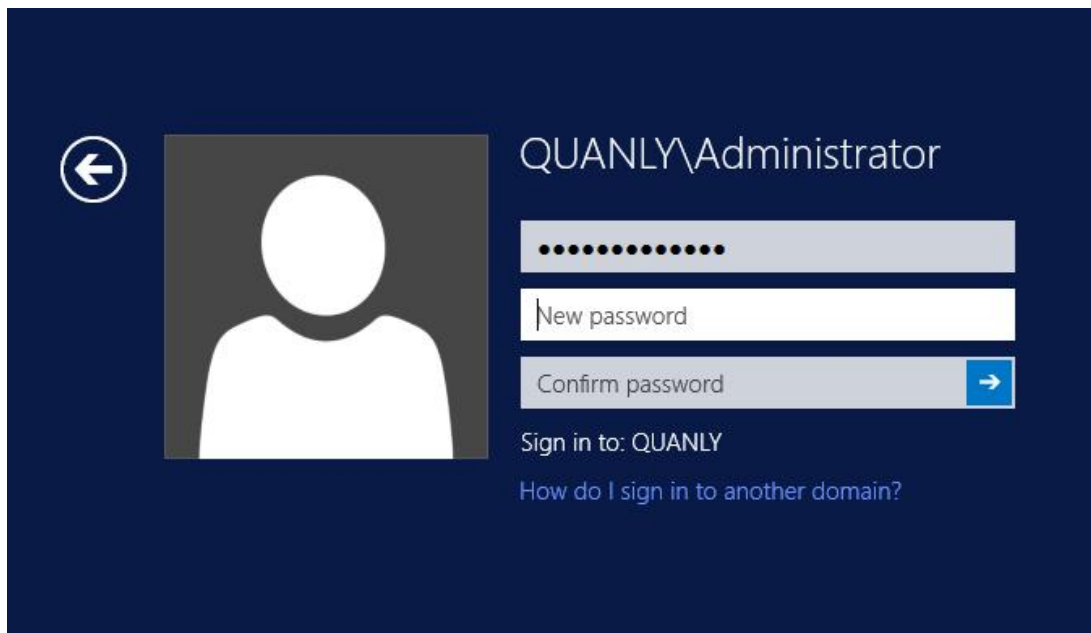 QUANLY\Administrator
•••••••••••••
New password
Confirm password
Sign in to: QUANLY
How do I sign in to another domain?